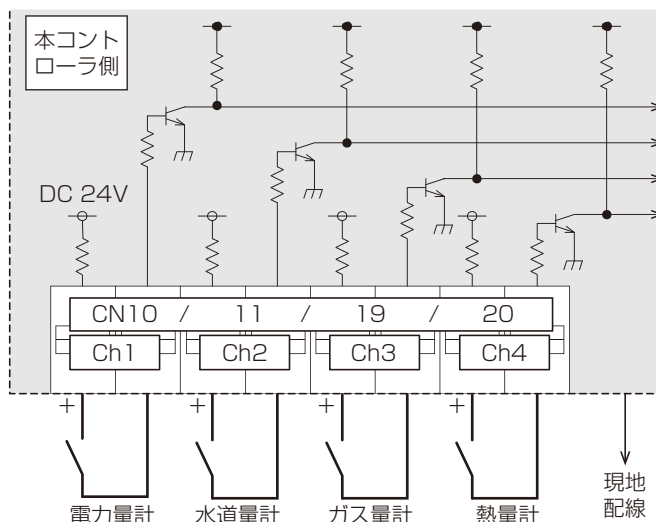 本コント
ローラ側
DC 24V
CN10 / 11 / 19 / 20
Ch1 Ch2 Ch3 Ch4
+ + + +
電力量計 水道量計 ガス量計 熱量計
現地
配線